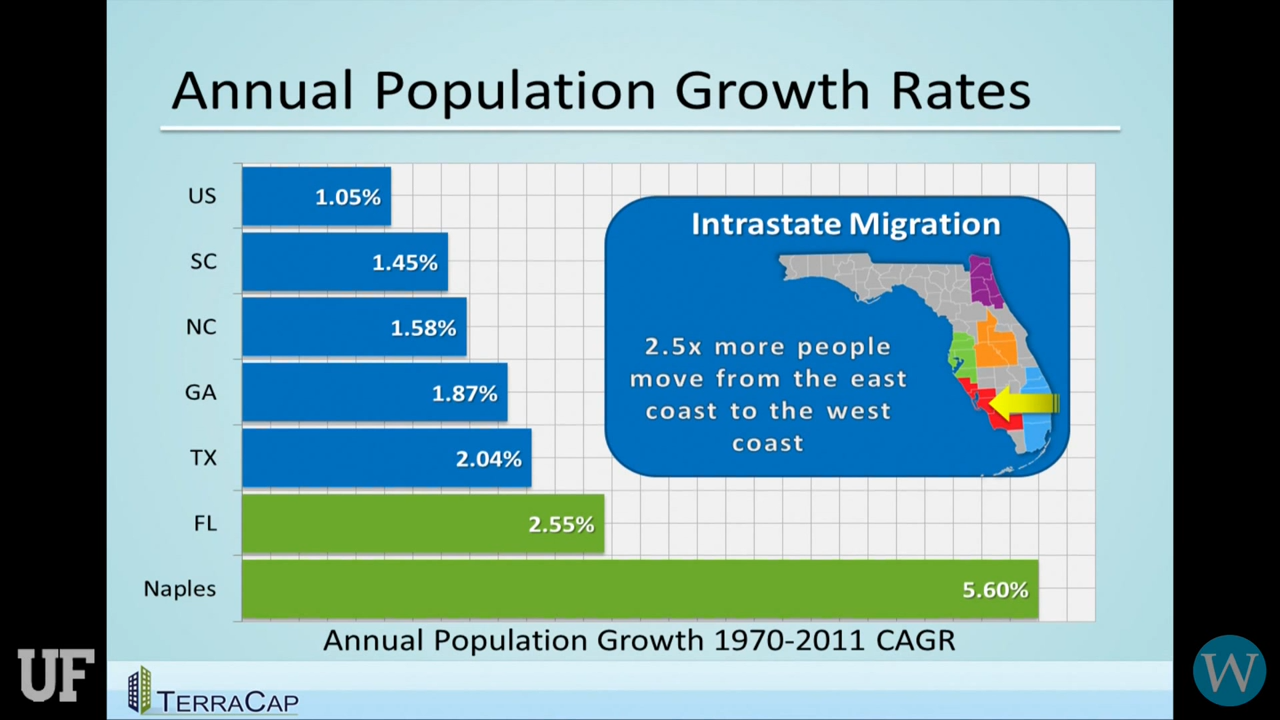 Annual Population Growth Rates
US
1.05%
SC
1.45%
NC
1.58%
GA
1.87%
TX
2.04%
FL
2.55%
Naples
5.60%
Intrastate Migration
2.5x more people
move from the east
coast to the west
coast
Annual Population Growth 1970-2011 CAGR
UF
TERRACAP
W